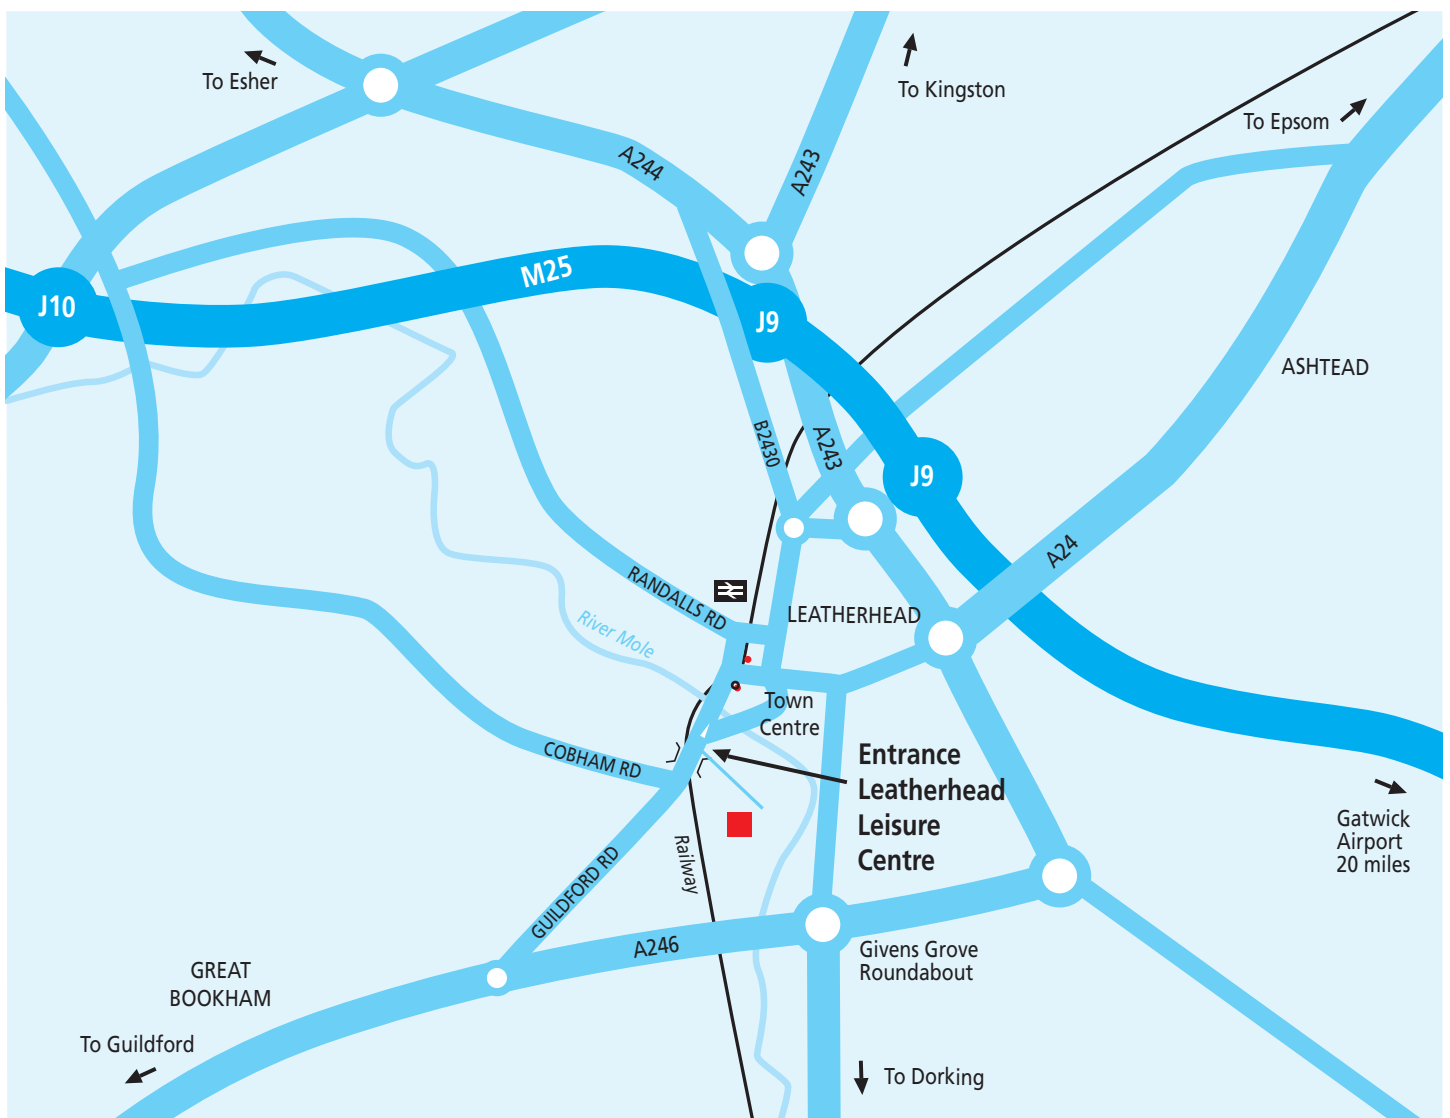 To Esher
To Kingston
To Epsom
A244
A243
M25
J10
J9
ASHTEAD
B2430
A243
J9
A24
RANDALLS RD
LEATHERHEAD
River Mole
Town
Centre
COBHAM RD
Entrance
Leatherhead
Leisure
Centre
Gatwick
Airport
20 miles
Railway
GUILDFORD RD
A246
Givens Grove
Roundabout
GREAT
BOOKHAM
To Guildford
To Dorking